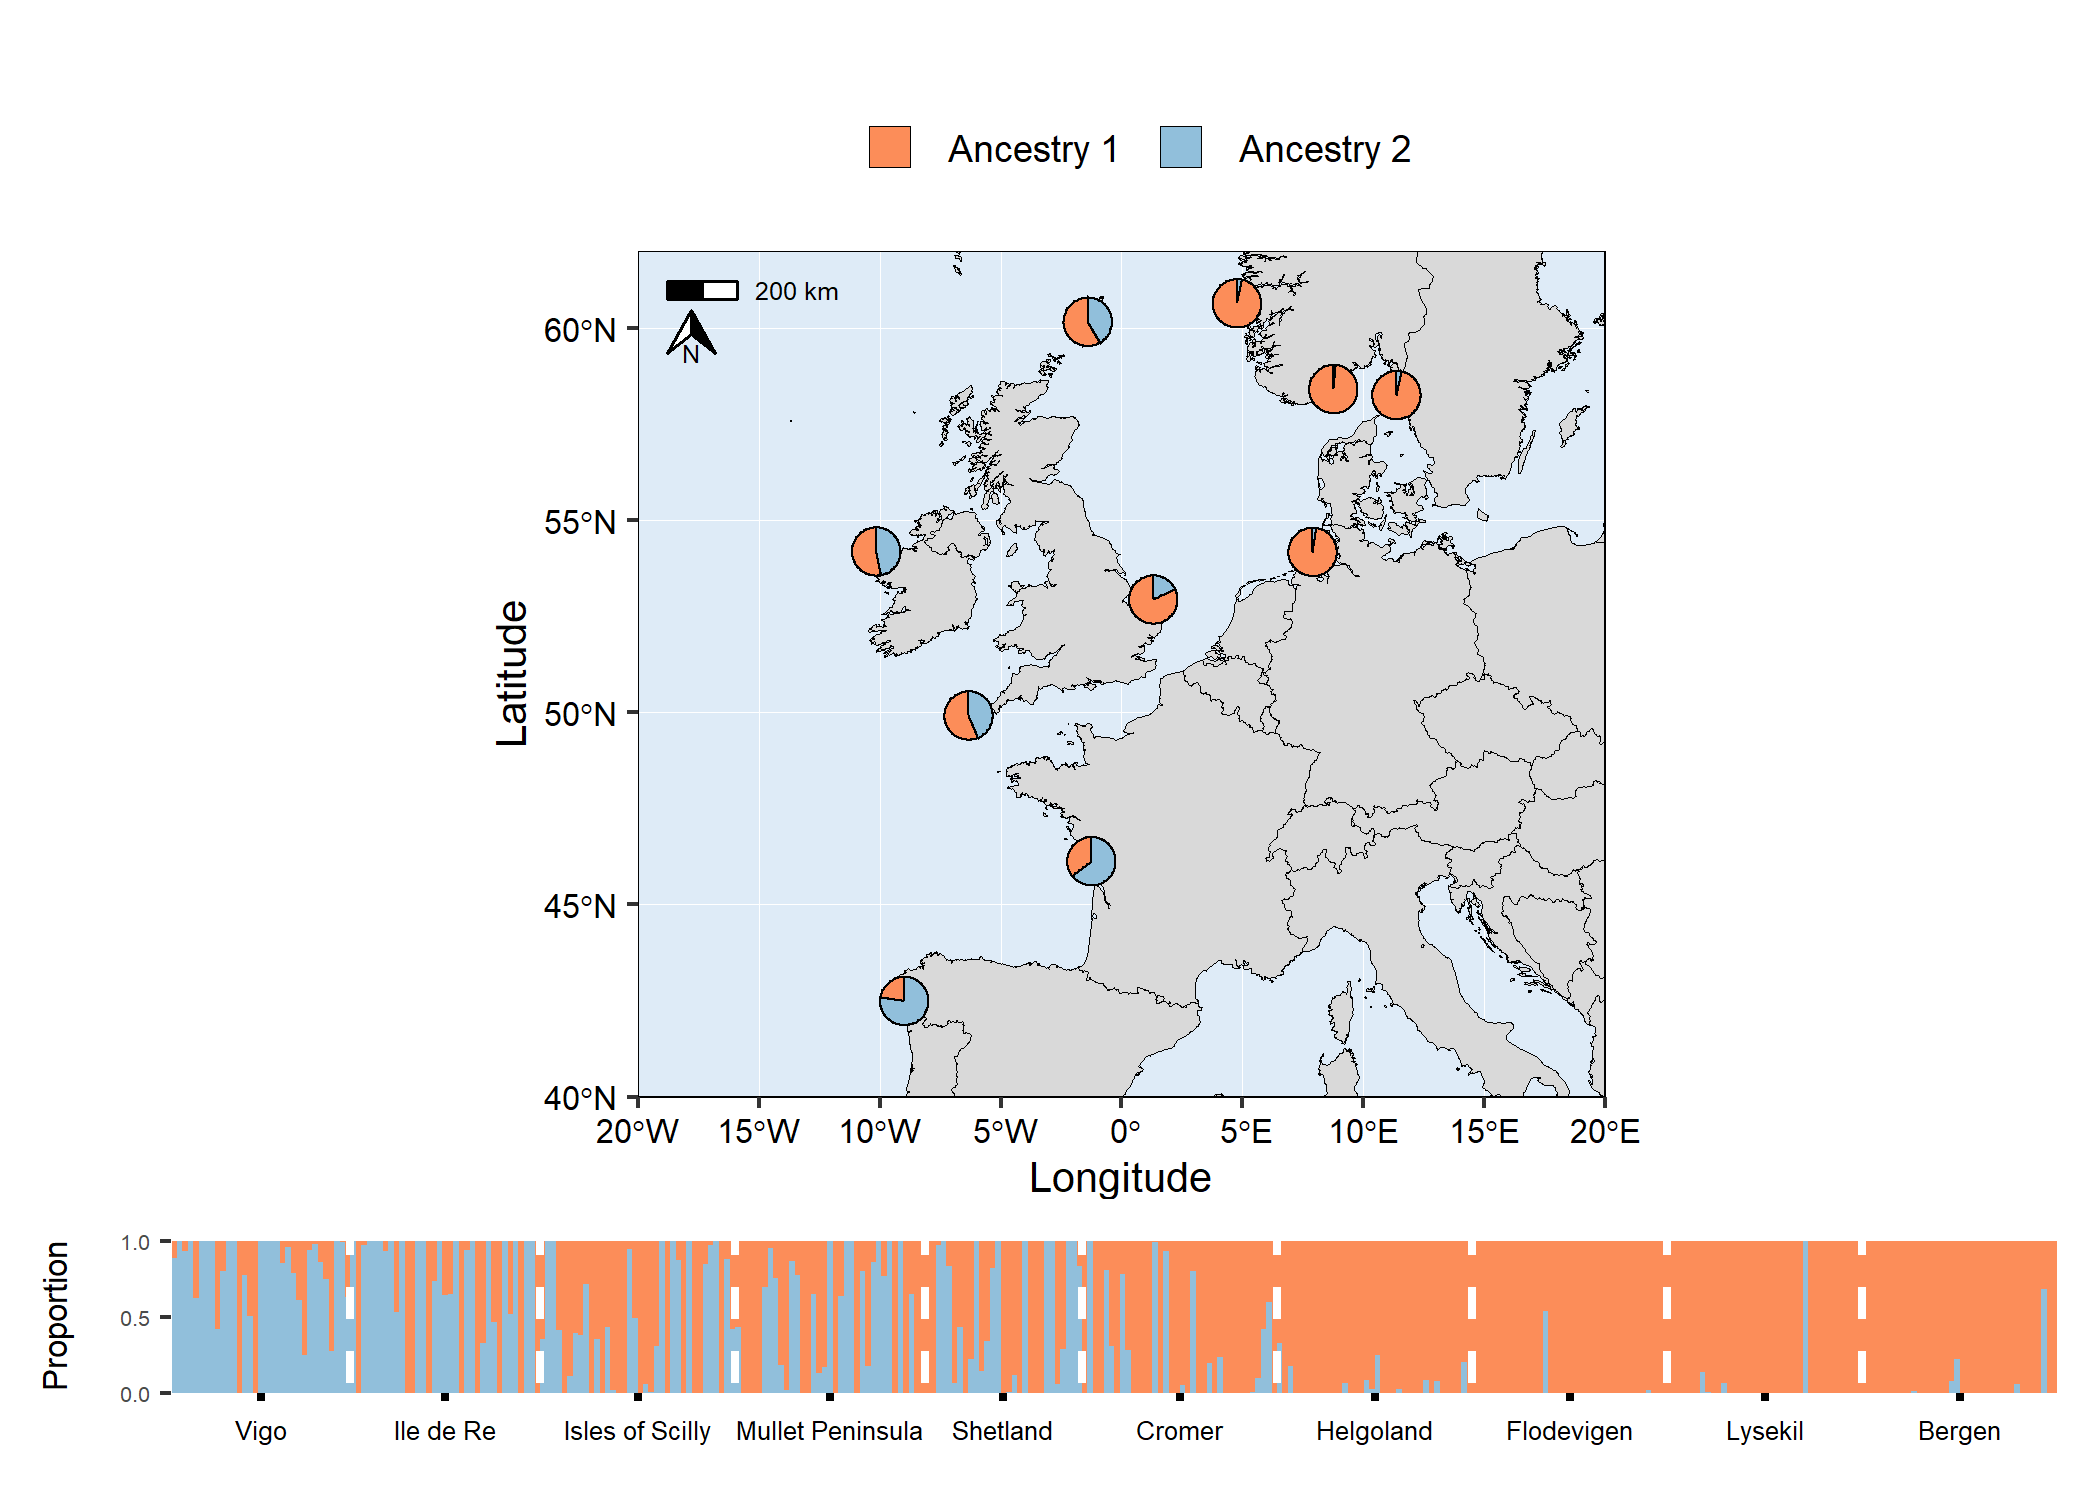 Ancestry 1 Ancestry 2
200 km
N
60°N
55°N
50°N
45°N
40°N
Latitude
20°W 15°W 10°W 5°W 0° 5°E 10°E 15°E 20°E
Longitude
Proportion
1.0
0.5
0.0
Vigo Ile de Re Isles of Scilly Mullet Peninsula Shetland Cromer Helgoland Flodevigen Lysekil Bergen